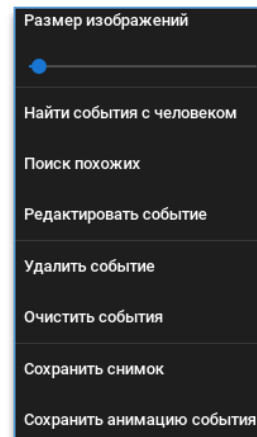 Размер изображений
Найти события с человеком
Поиск похожих
Редактировать событие
Удалить событие
Очистить события
Сохранить снимок
Сохранить анимацию события